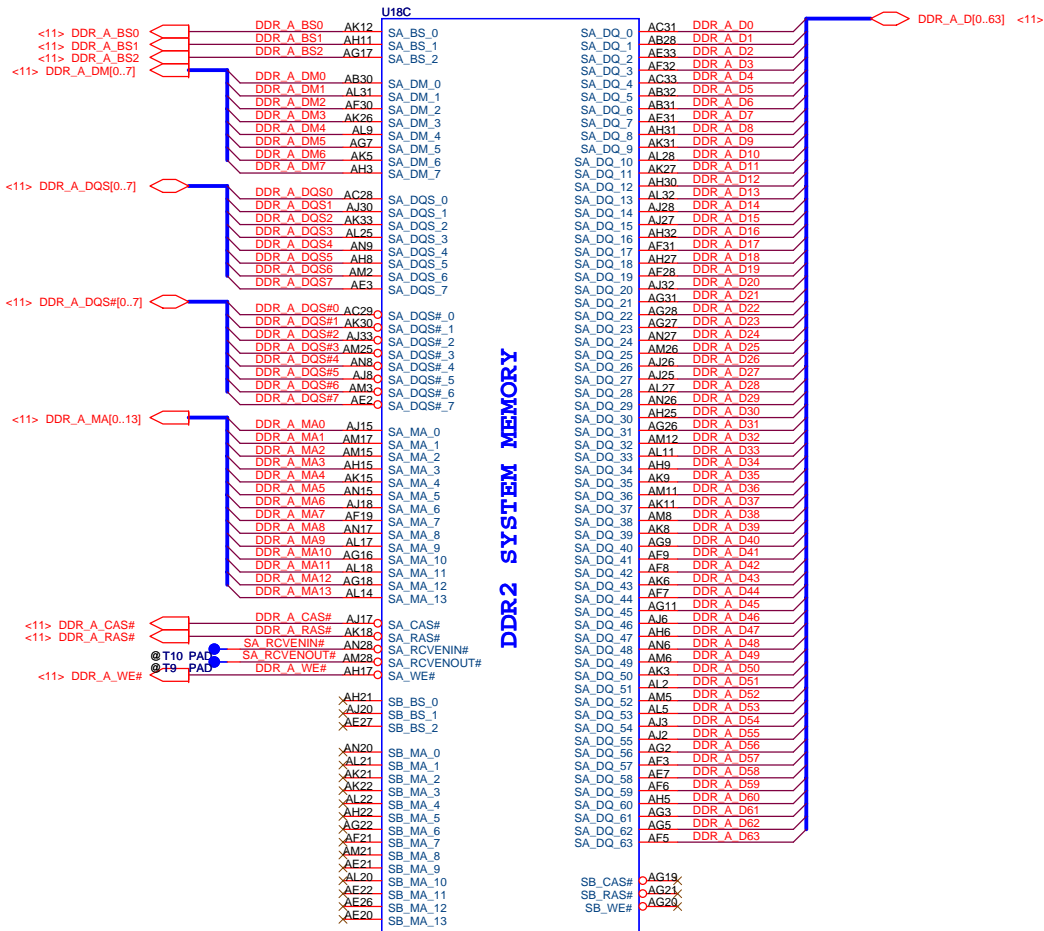 U18C
<11> DDR_A_BS0 DDR_A_BS0 AK12 SA_BS_0
<11> DDR_A_BS1 DDR_A_BS1 AH11 SA_BS_1
<11> DDR_A_BS2 DDR_A_BS2 AG17 SA_BS_2
<11> DDR_A_DM[0..7]
DDR_A_DM0 AB30 SA_DM_0
DDR_A_DM1 AL31 SA_DM_1
DDR_A_DM2 AF30 SA_DM_2
DDR_A_DM3 AK26 SA_DM_3
DDR_A_DM4 AL9 SA_DM_4
DDR_A_DM5 AG7 SA_DM_5
DDR_A_DM6 AK5 SA_DM_6
DDR_A_DM7 AH3 SA_DM_7
<11> DDR_A_DQS[0..7]
DDR_A_DQS0 AC28 SA_DQS_0
DDR_A_DQS1 AJ30 SA_DQS_1
DDR_A_DQS2 AK33 SA_DQS_2
DDR_A_DQS3 AL25 SA_DQS_3
DDR_A_DQS4 AN9 SA_DQS_4
DDR_A_DQS5 AH8 SA_DQS_5
DDR_A_DQS6 AM2 SA_DQS_6
DDR_A_DQS7 AE3 SA_DQS_7
<11> DDR_A_DQS#[0..7]
DDR_A_DQS#0 AC29 SA_DQS#_0
DDR_A_DQS#1 AK30 SA_DQS#_1
DDR_A_DQS#2 AJ33 SA_DQS#_2
DDR_A_DQS#3 AM25 SA_DQS#_3
DDR_A_DQS#4 AN8 SA_DQS#_4
DDR_A_DQS#5 AJ8 SA_DQS#_5
DDR_A_DQS#6 AM3 SA_DQS#_6
DDR_A_DQS#7 AE2 SA_DQS#_7
<11> DDR_A_MA[0..13]
DDR_A_MA0 AJ15 SA_MA_0
DDR_A_MA1 AM17 SA_MA_1
DDR_A_MA2 AM15 SA_MA_2
DDR_A_MA3 AH15 SA_MA_3
DDR_A_MA4 AK15 SA_MA_4
DDR_A_MA5 AN15 SA_MA_5
DDR_A_MA6 AJ18 SA_MA_6
DDR_A_MA7 AF19 SA_MA_7
DDR_A_MA8 AN17 SA_MA_8
DDR_A_MA9 AL17 SA_MA_9
DDR_A_MA10 AG16 SA_MA_10
DDR_A_MA11 AL18 SA_MA_11
DDR_A_MA12 AG18 SA_MA_12
DDR_A_MA13 AL14 SA_MA_13
<11> DDR_A_CAS# DDR_A_CAS# AJ17 SA_CAS#
<11> DDR_A_RAS# DDR_A_RAS# AK18 SA_RAS#
@ T10 PAD SA_RCVENIN# AN28 SA_RCVENIN#
@ T9 PAD SA_RCVENOUT# AM28 SA_RCVENOUT#
<11> DDR_A_WE# DDR_A_WE# AH17 SA_WE#
AH21 SB_BS_0
AJ20 SB_BS_1
AE27 SB_BS_2
AN20 SB_MA_0
AL21 SB_MA_1
AK21 SB_MA_2
AK22 SB_MA_3
AL22 SB_MA_4
AH22 SB_MA_5
AG22 SB_MA_6
AF21 SB_MA_7
AM21 SB_MA_8
AE21 SB_MA_9
AL20 SB_MA_10
AE22 SB_MA_11
AE26 SB_MA_12
AE20 SB_MA_13
DDR2 SYSTEM MEMORY
DDR_A_D[0..63] <11>
SA_DQ_0 AC31 DDR_A_D0
SA_DQ_1 AB28 DDR_A_D1
SA_DQ_2 AE33 DDR_A_D2
SA_DQ_3 AF32 DDR_A_D3
SA_DQ_4 AC33 DDR_A_D4
SA_DQ_5 AB32 DDR_A_D5
SA_DQ_6 AB31 DDR_A_D6
SA_DQ_7 AE31 DDR_A_D7
SA_DQ_8 AH31 DDR_A_D8
SA_DQ_9 AK31 DDR_A_D9
SA_DQ_10 AL28 DDR_A_D10
SA_DQ_11 AK27 DDR_A_D11
SA_DQ_12 AH30 DDR_A_D12
SA_DQ_13 AL32 DDR_A_D13
SA_DQ_14 AJ28 DDR_A_D14
SA_DQ_15 AJ27 DDR_A_D15
SA_DQ_16 AH32 DDR_A_D16
SA_DQ_17 AF31 DDR_A_D17
SA_DQ_18 AH27 DDR_A_D18
SA_DQ_19 AF28 DDR_A_D19
SA_DQ_20 AJ32 DDR_A_D20
SA_DQ_21 AG31 DDR_A_D21
SA_DQ_22 AG28 DDR_A_D22
SA_DQ_23 AG27 DDR_A_D23
SA_DQ_24 AN27 DDR_A_D24
SA_DQ_25 AM26 DDR_A_D25
SA_DQ_26 AJ26 DDR_A_D26
SA_DQ_27 AJ25 DDR_A_D27
SA_DQ_28 AL27 DDR_A_D28
SA_DQ_29 AN26 DDR_A_D29
SA_DQ_30 AH25 DDR_A_D30
SA_DQ_31 AG26 DDR_A_D31
SA_DQ_32 AM12 DDR_A_D32
SA_DQ_33 AL11 DDR_A_D33
SA_DQ_34 AH9 DDR_A_D34
SA_DQ_35 AK9 DDR_A_D35
SA_DQ_36 AM11 DDR_A_D36
SA_DQ_37 AK11 DDR_A_D37
SA_DQ_38 AM8 DDR_A_D38
SA_DQ_39 AK8 DDR_A_D39
SA_DQ_40 AG9 DDR_A_D40
SA_DQ_41 AF9 DDR_A_D41
SA_DQ_42 AF8 DDR_A_D42
SA_DQ_43 AK6 DDR_A_D43
SA_DQ_44 AF7 DDR_A_D44
SA_DQ_45 AG11 DDR_A_D45
SA_DQ_46 AJ6 DDR_A_D46
SA_DQ_47 AH6 DDR_A_D47
SA_DQ_48 AN6 DDR_A_D48
SA_DQ_49 AM6 DDR_A_D49
SA_DQ_50 AK3 DDR_A_D50
SA_DQ_51 AL2 DDR_A_D51
SA_DQ_52 AM5 DDR_A_D52
SA_DQ_53 AL5 DDR_A_D53
SA_DQ_54 AJ3 DDR_A_D54
SA_DQ_55 AJ2 DDR_A_D55
SA_DQ_56 AG2 DDR_A_D56
SA_DQ_57 AF3 DDR_A_D57
SA_DQ_58 AE7 DDR_A_D58
SA_DQ_59 AF6 DDR_A_D59
SA_DQ_60 AH5 DDR_A_D60
SA_DQ_61 AG3 DDR_A_D61
SA_DQ_62 AG5 DDR_A_D62
SA_DQ_63 AF5 DDR_A_D63
SB_CAS# AG19
SB_RAS# AG21
SB_WE# AG20